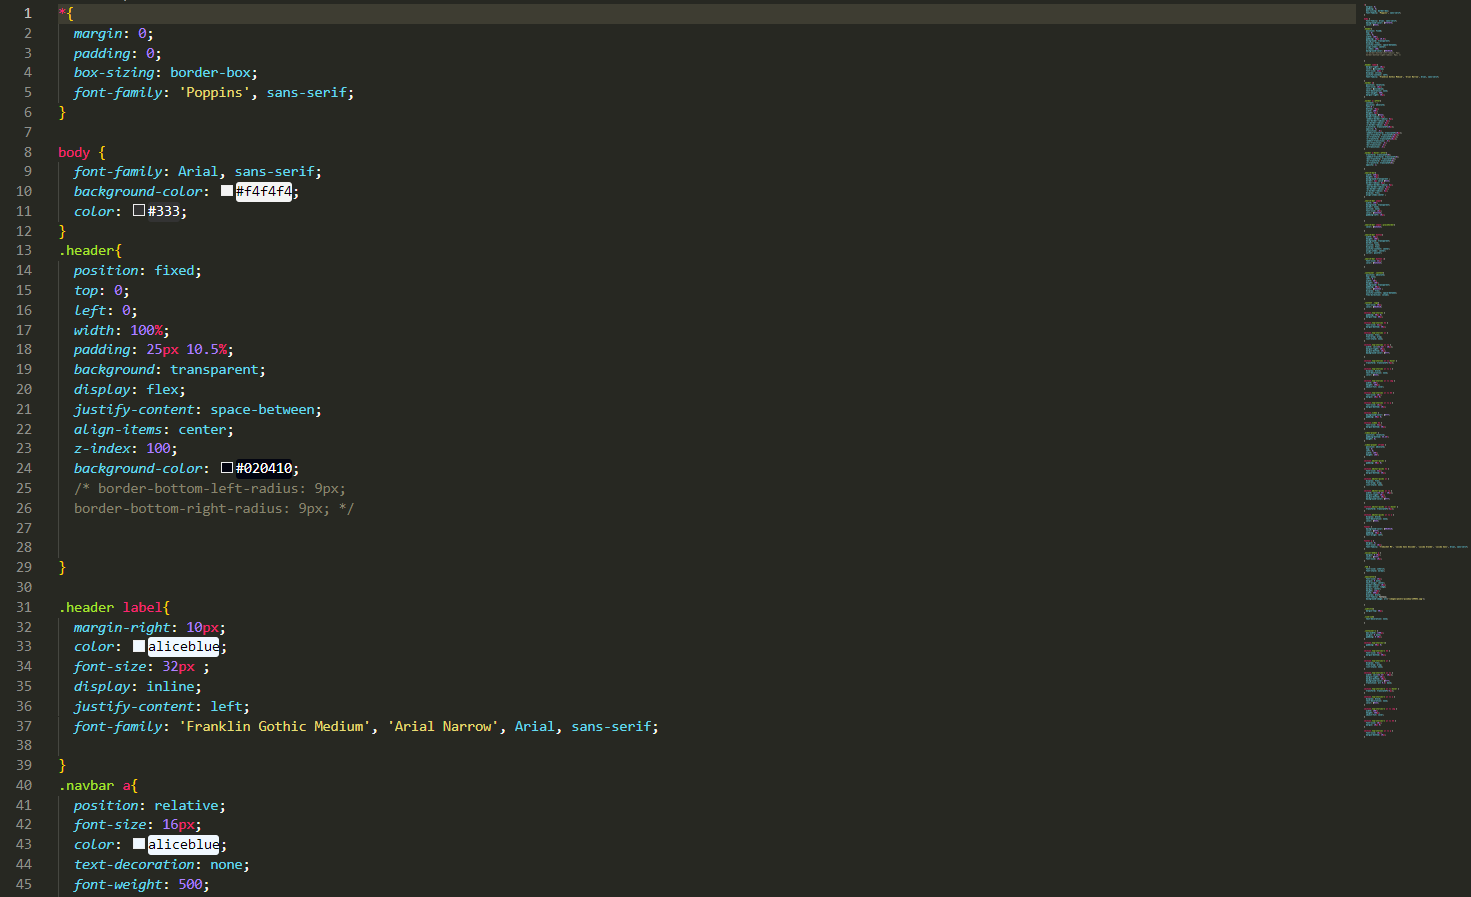 1 *{
2 margin: 0;
3 padding: 0;
4 box-sizing: border-box;
5 font-family: 'Poppins', sans-serif;
6 }
7
8 body {
9 font-family: Arial, sans-serif;
10 background-color: #f4f4f4;
11 color: #333;
12 }
13 .header{
14 position: fixed;
15 top: 0;
16 left: 0;
17 width: 100%;
18 padding: 25px 10.5%;
19 background: transparent;
20 display: flex;
21 justify-content: space-between;
22 align-items: center;
23 z-index: 100;
24 background-color: #020410;
25 /* border-bottom-left-radius: 9px;
26 border-bottom-right-radius: 9px; */
27
28
29 }
30
31 .header label{
32 margin-right: 10px;
33 color: aliceblue;
34 font-size: 32px ;
35 display: inline;
36 justify-content: left;
37 font-family: 'Franklin Gothic Medium', 'Arial Narrow', Arial, sans-serif;
38
39 }
40 .navbar a{
41 position: relative;
42 font-size: 16px;
43 color: aliceblue;
44 text-decoration: none;
45 font-weight: 500;